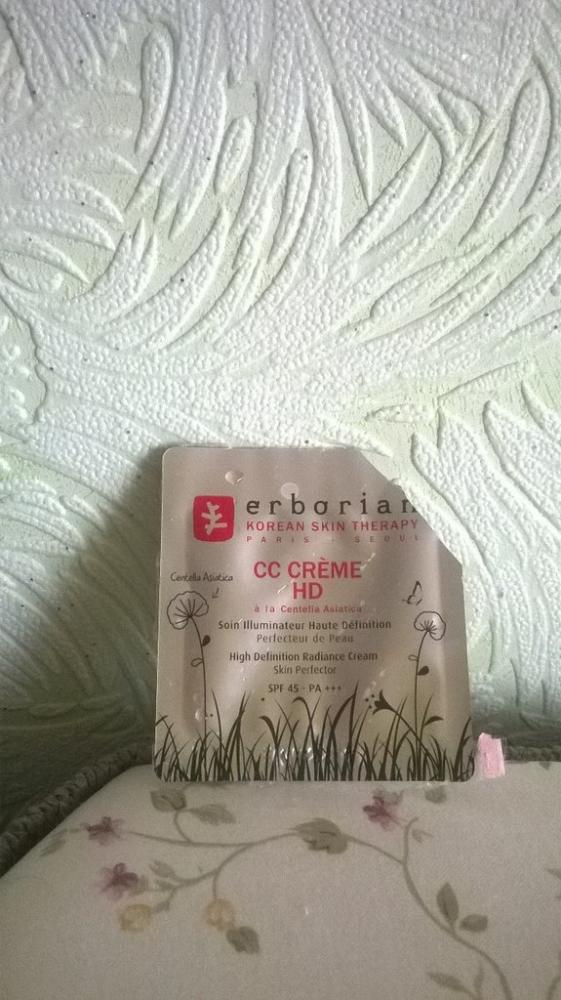 erborian
KOREAN SKIN THERAPY
PARIS - SEOUL
Centella Asiatica
CC CRÈME
HD
à la Centella Asiatica
Soin Illuminateur Haute Définition
Perfecteur de Peau
High Definition Radiance Cream
Skin Perfector
SPF 45 - PA +++